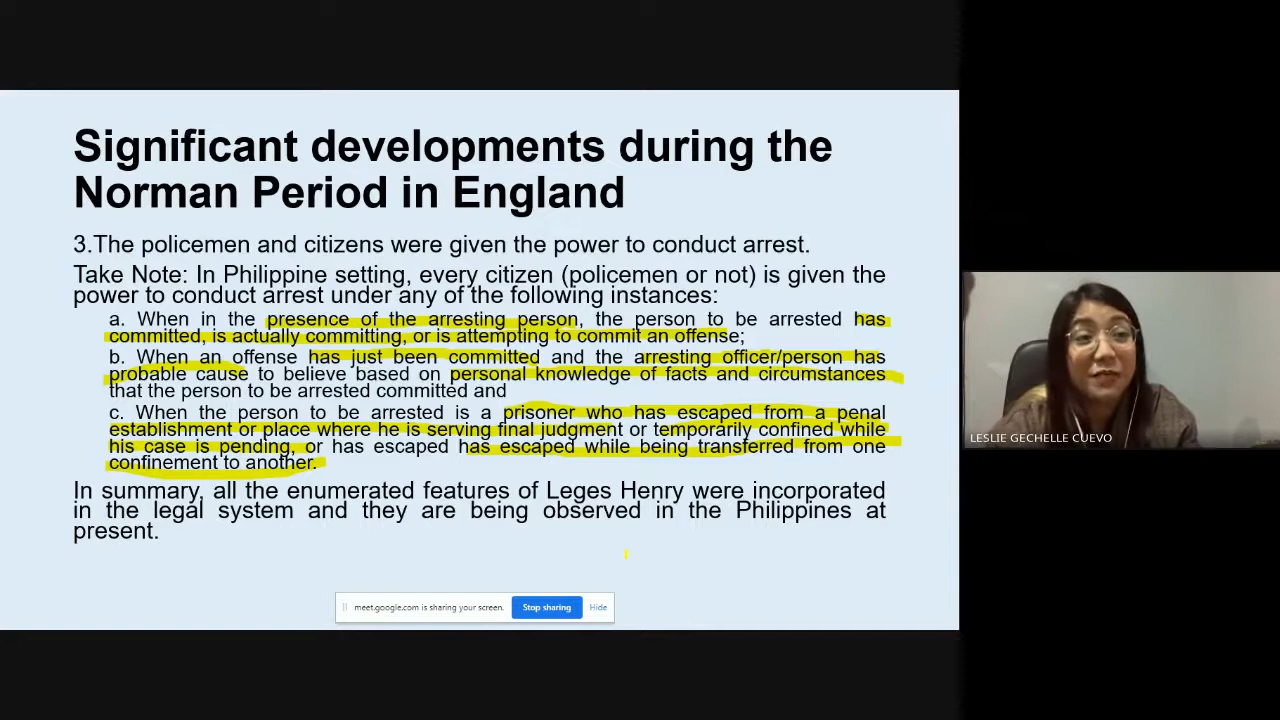 Significant developments during the
Norman Period in England
3.The policemen and citizens were given the power to conduct arrest.
Take Note: In Philippine setting, every citizen (policemen or not) is given the
power to conduct arrest under any of the following instances:
a. When in the presence of the arresting person, the person to be arrested has
committed, is actually committing, or is attempting to commit an offense;
b. When an offense has just been committed and the arresting officer/person has
probable cause to believe based on personal knowledge of facts and circumstances
that the person to be arrested committed and
c. When the person to be arrested is a prisoner who has escaped from a penal
establishment or place where he is serving final judgment or temporarily confined while
his case is pending, or has escaped has escaped while being transferred from one
confinement to another.
In summary, all the enumerated features of Leges Henry were incorporated
in the legal system and they are being observed in the Philippines at
present.
meet.google.com is sharing your screen. Stop sharing Hide
LESLIE GECHELLE CUEVO